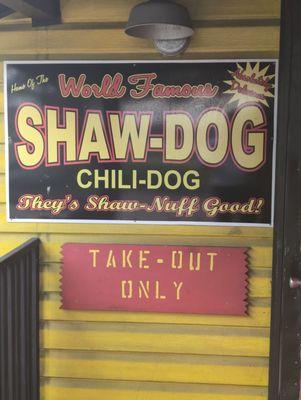 Home Of The
World Famous
SHAW-DOG
CHILI-DOG
They's Shaw-Nuff Good!
TAKE-OUT
ONLY